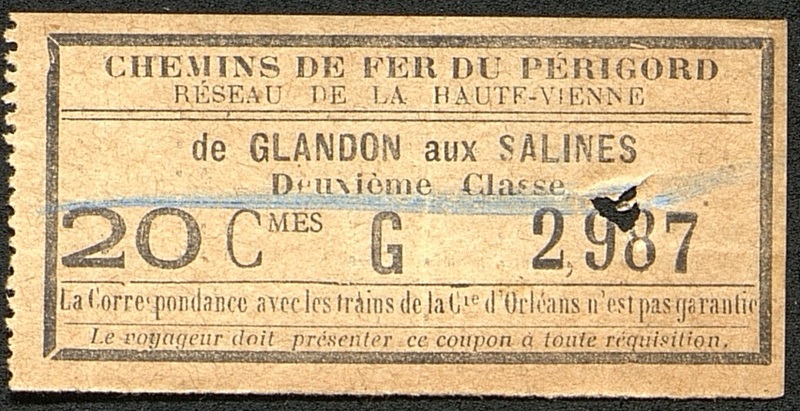 CHEMINS DE FER DU PÉRIGORD
RÉSEAU DE LA HAUTE-VIENNE
de GLANDON aux SALINES
Deuxième Classe
20 CMES G 2,987
La Correspondance avec les trains de la Cie d'Orléans n'est pas garantie
Le voyageur doit présenter ce coupon à toute réquisition.